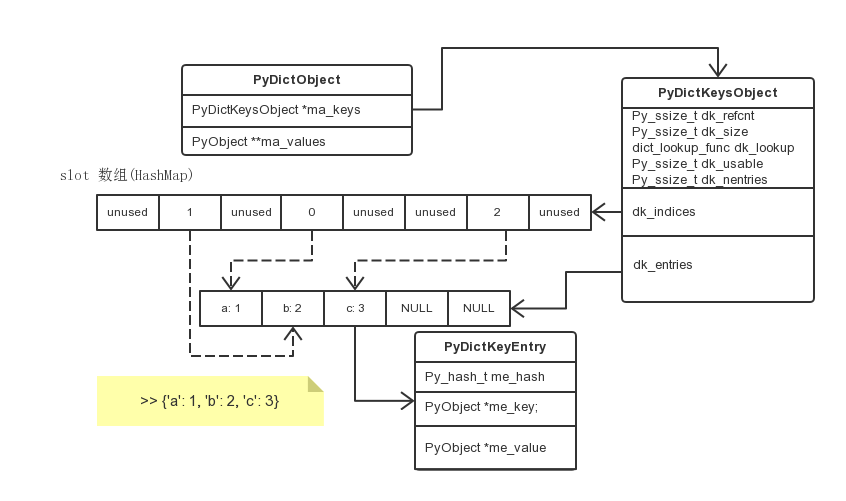 PyDictObject
PyDictKeysObject *ma_keys
PyObject **ma_values
PyDictKeysObject
Py_ssize_t dk_refcnt
Py_ssize_t dk_size
dict_lookup_func dk_lookup
Py_ssize_t dk_usable
Py_ssize_t dk_nentries
dk_indices
dk_entries
slot 数组(HashMap)
unused 1 unused 0 unused unused 2 unused
a: 1 b: 2 c: 3 NULL NULL
PyDictKeyEntry
Py_hash_t me_hash
PyObject *me_key;
PyObject *me_value
>> {'a': 1, 'b': 2, 'c': 3}